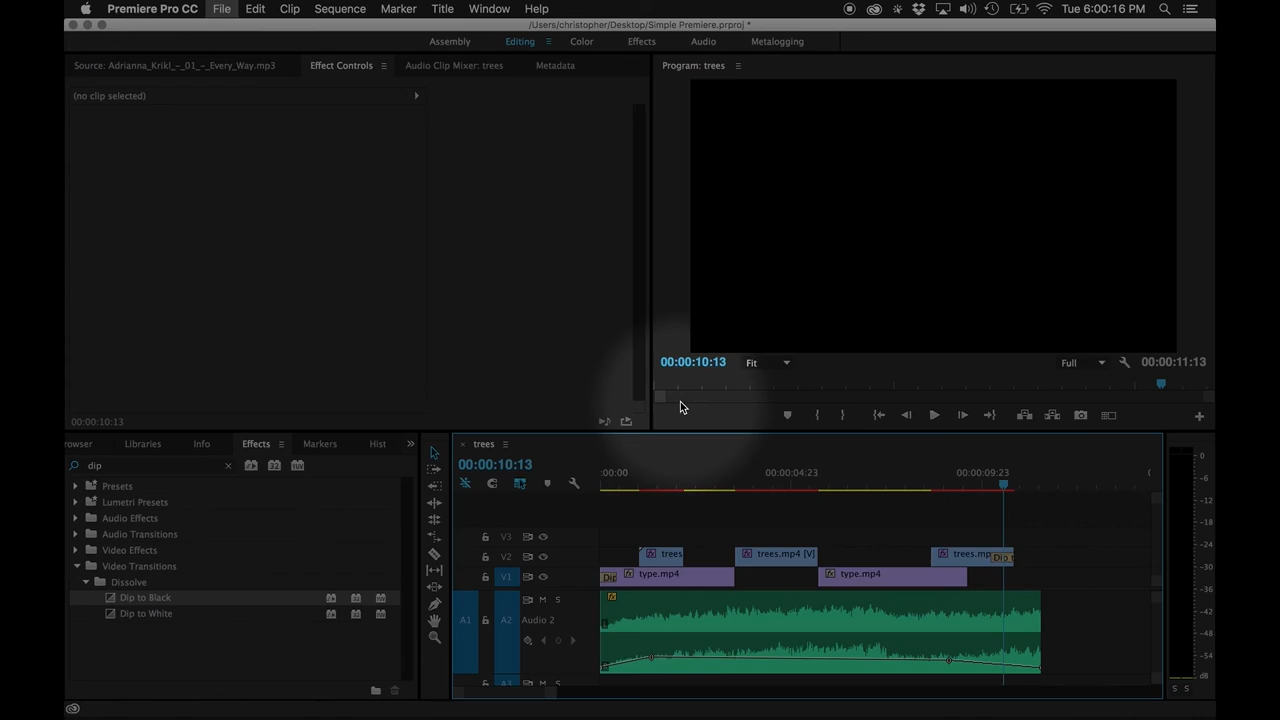 Premiere Pro CC File Edit Clip Sequence Marker Title Window Help Tue 6:00:16 PM
/Users/christopher/Desktop/Simple Premiere.prproj *
Assembly Editing Color Effects Audio Metalogging
Source: Adrianna_Krikl_-_01_-_Every_Way.mp3 Effect Controls Audio Clip Mixer: trees Metadata Program: trees
(no clip selected)
00:00:10:13 Fit Full 00:00:11:13
00:00:10:13
rowser Libraries Info Effects Markers Hist
× trees
dip
00:00:10:13
:00:00 00:00:04:23 00:00:09:23
Presets
Lumetri Presets
Audio Effects
Audio Transitions
Video Effects
Video Transitions
Dissolve
Dip to Black
Dip to White
V3
V2 trees trees.mp4 [V] trees.mp Dip t
V1 Dip type.mp4 type.mp4
M S
A1 A2 Audio 2
A3
0
-6
-12
-18
-24
-30
-36
-42
-48
-54
dB
S S